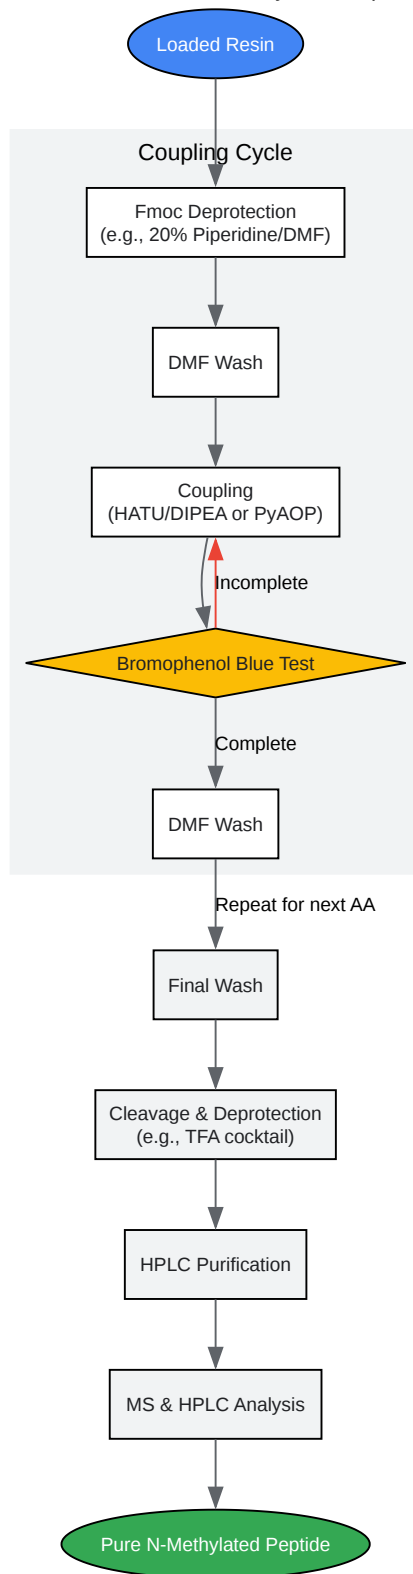 Loaded Resin
Coupling Cycle
Fmoc Deprotection
(e.g., 20% Piperidine/DMF)
DMF Wash
Coupling
(HATU/DIPEA or PyAOP)
Incomplete
Bromophenol Blue Test
Complete
DMF Wash
Repeat for next AA
Final Wash
Cleavage & Deprotection
(e.g., TFA cocktail)
HPLC Purification
MS & HPLC Analysis
Pure N-Methylated Peptide